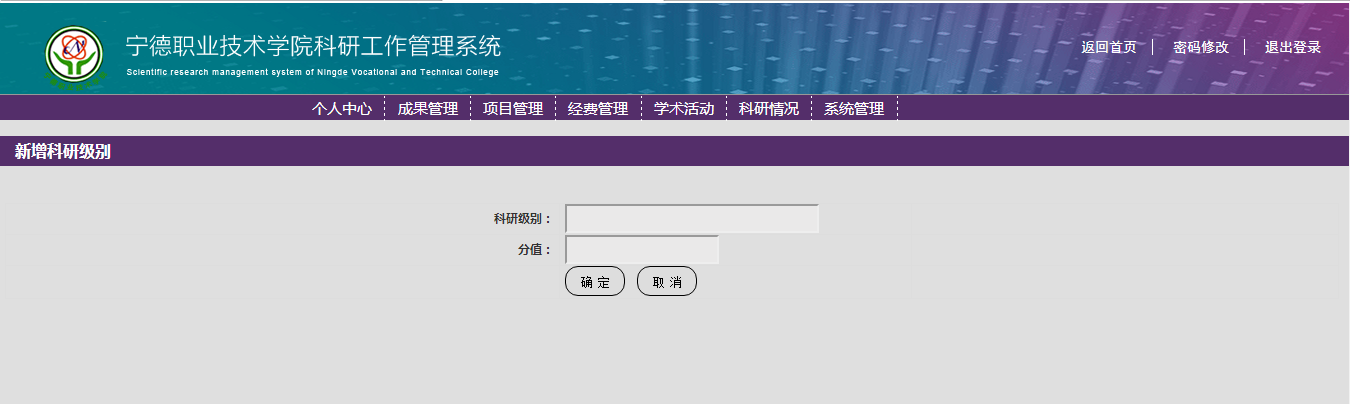 宁德职业技术学院科研工作管理系统
Scientific research management system of Ningde Vocational and Technical College
返回首页 密码修改 退出登录
个人中心 成果管理 项目管理 经费管理 学术活动 科研情况 系统管理
新增科研级别
科研级别：
分值：
确 定 取 消